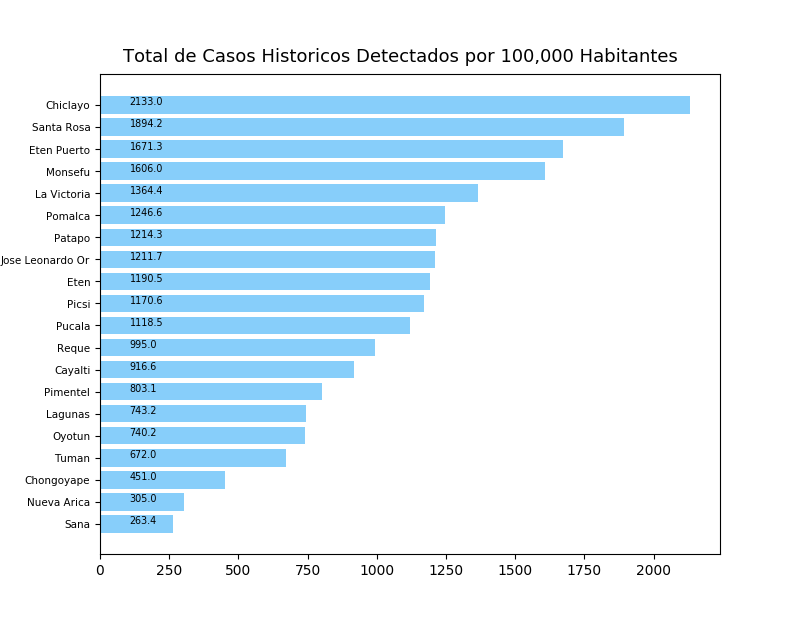 Total de Casos Historicos Detectados por 100,000 Habitantes
Chiclayo 2133.0
Santa Rosa 1894.2
Eten Puerto 1671.3
Monsefu 1606.0
La Victoria 1364.4
Pomalca 1246.6
Patapo 1214.3
Jose Leonardo Or 1211.7
Eten 1190.5
Picsi 1170.6
Pucala 1118.5
Reque 995.0
Cayalti 916.6
Pimentel 803.1
Lagunas 743.2
Oyotun 740.2
Tuman 672.0
Chongoyape 451.0
Nueva Arica 305.0
Sana 263.4
0 250 500 750 1000 1250 1500 1750 2000